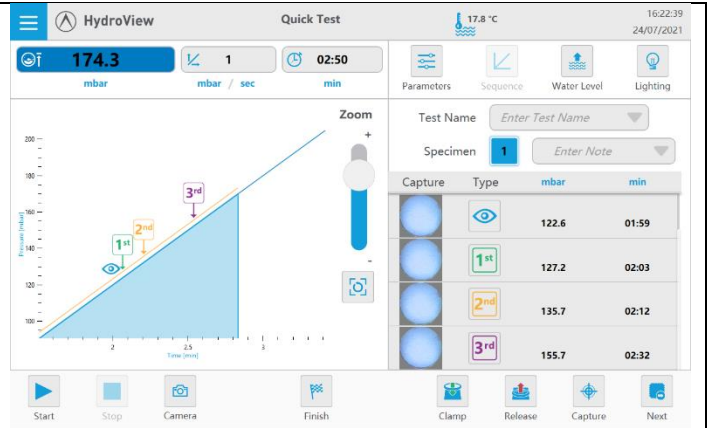 HydroView
Quick Test
17.8 °C
16:22:39
24/07/2021
174.3
mbar
1
mbar / sec
02:50
min
Parameters
Sequence
Water Level
Lighting
Zoom
+
-
Test Name
Enter Test Name
Specimen
1
Enter Note
Capture Type mbar min
122.6 01:59
1st 127.2 02:03
2nd 135.7 02:12
3rd 155.7 02:32
200
180
160
140
120
100
Pressure [mbar]
1st
2nd
3rd
2
2.5
3
Time [min]
Start
Stop
Camera
Finish
Clamp
Release
Capture
Next